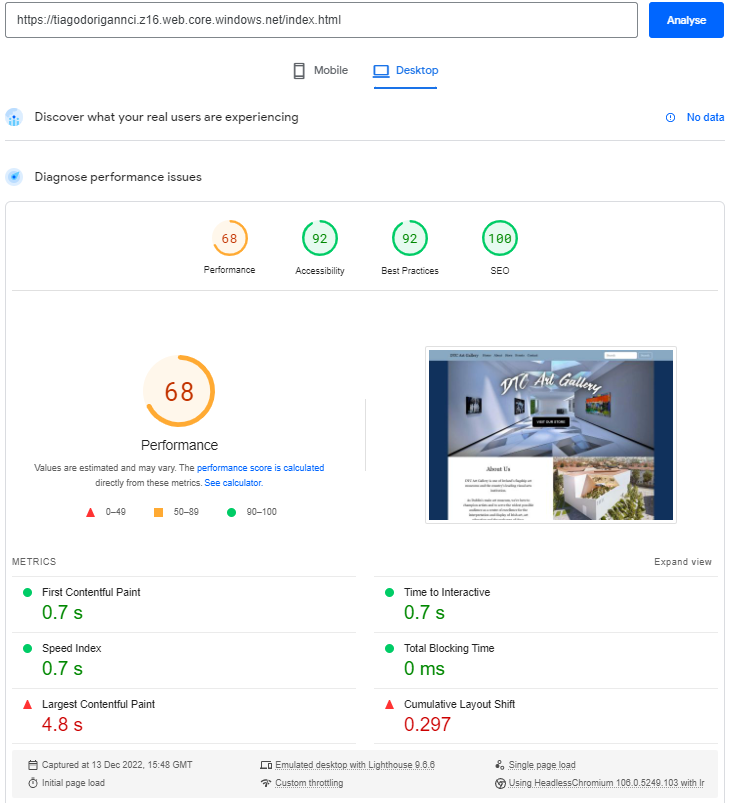 https://tiagodorigannci.z16.web.core.windows.net/index.html
Analyse
Mobile
Desktop
Discover what your real users are experiencing
No data
Diagnose performance issues
68
92
92
100
Performance
Accessibility
Best Practices
SEO
68
Performance
Values are estimated and may vary. The performance score is calculated
directly from these metrics. See calculator.
0–49
50–89
90–100
DTC Art Gallery
DTC Art Gallery
VISIT OUR STORE
About Us
METRICS
Expand view
First Contentful Paint
0.7 s
Time to Interactive
0.7 s
Speed Index
0.7 s
Total Blocking Time
0 ms
Largest Contentful Paint
4.8 s
Cumulative Layout Shift
0.297
Captured at 13 Dec 2022, 15:48 GMT
Emulated desktop with Lighthouse 9.6.6
Single page load
Initial page load
Custom throttling
Using HeadlessChromium 106.0.5249.103 with lr